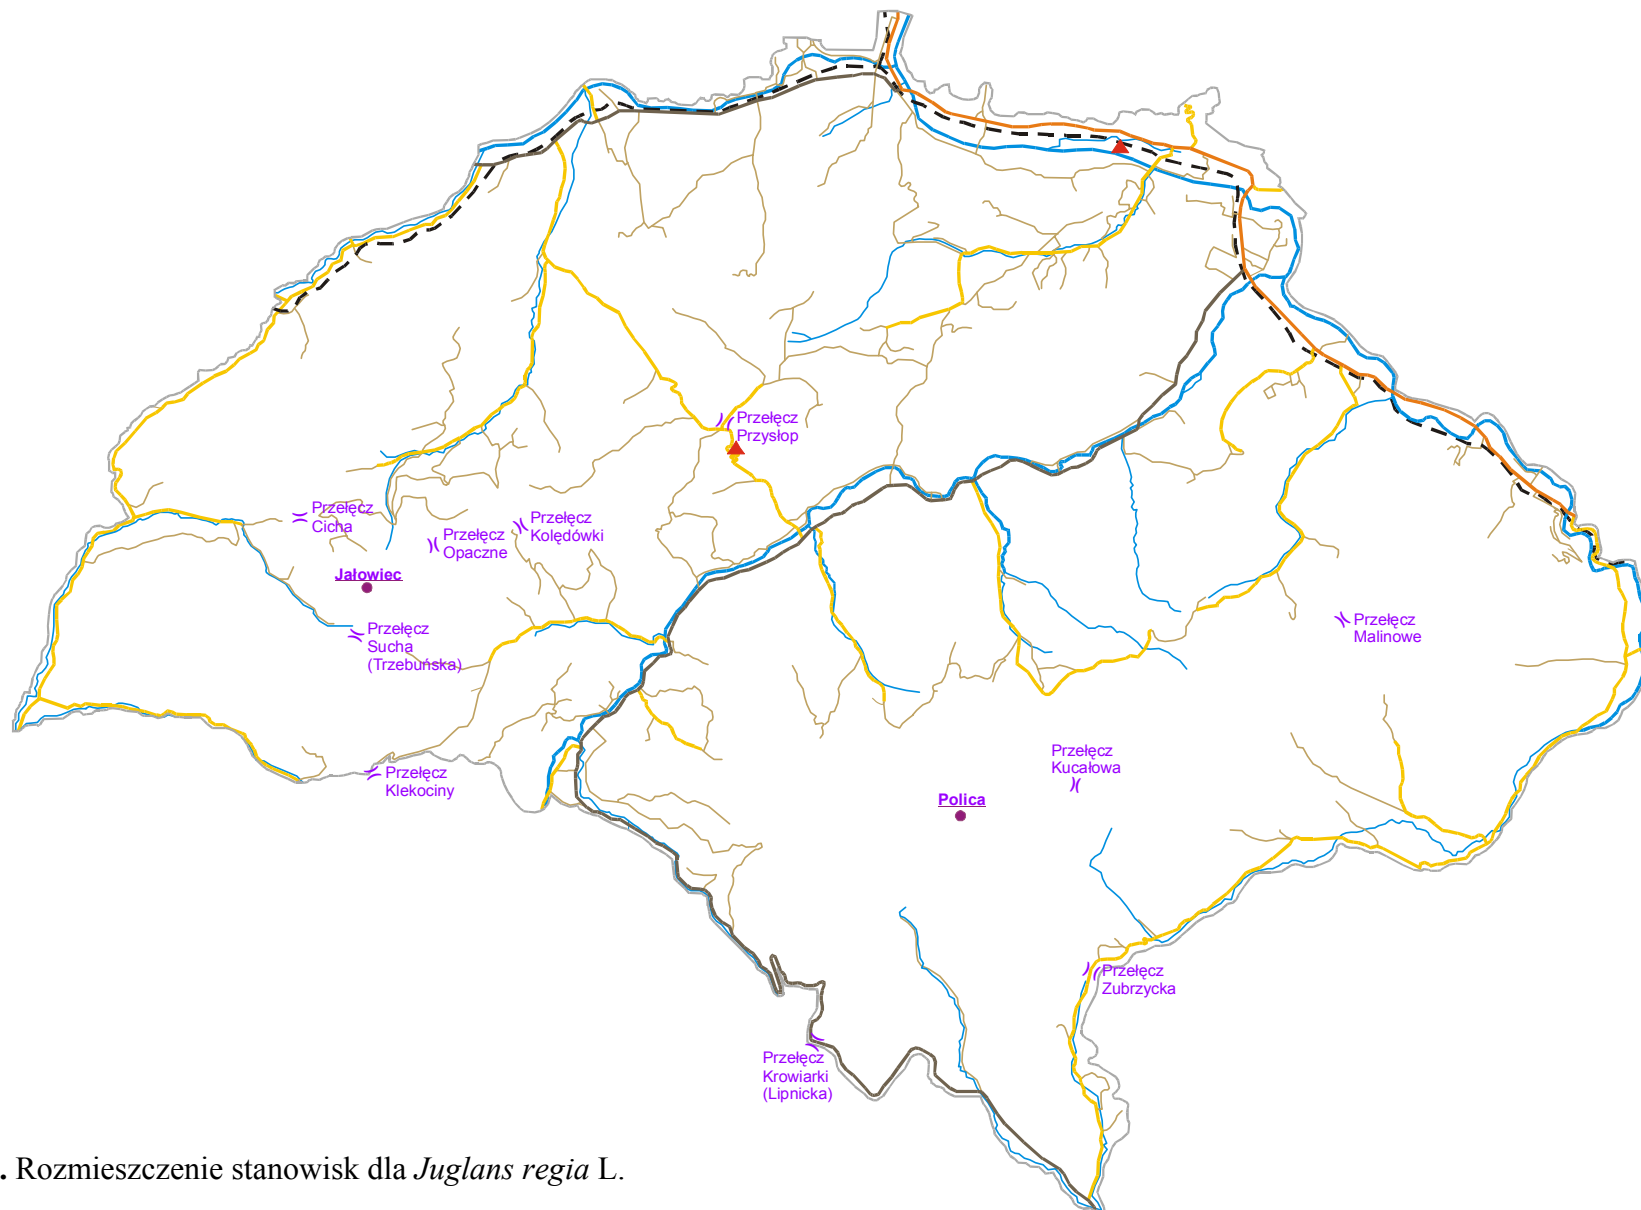 Przełęcz
Przysłop
Przełęcz
Cicha
Przełęcz
Kolędówki
Przełęcz
Opaczne
Jałowiec
Przełęcz
Sucha
(Trzebuńska)
Przełęcz
Malinowe
Przełęcz
Klekociny
Przełęcz
Kucałowa
Polica
Przełęcz
Zubrzycka
Przełęcz
Krowiarki
(Lipnicka)
. Rozmieszczenie stanowisk dla Juglans regia L.